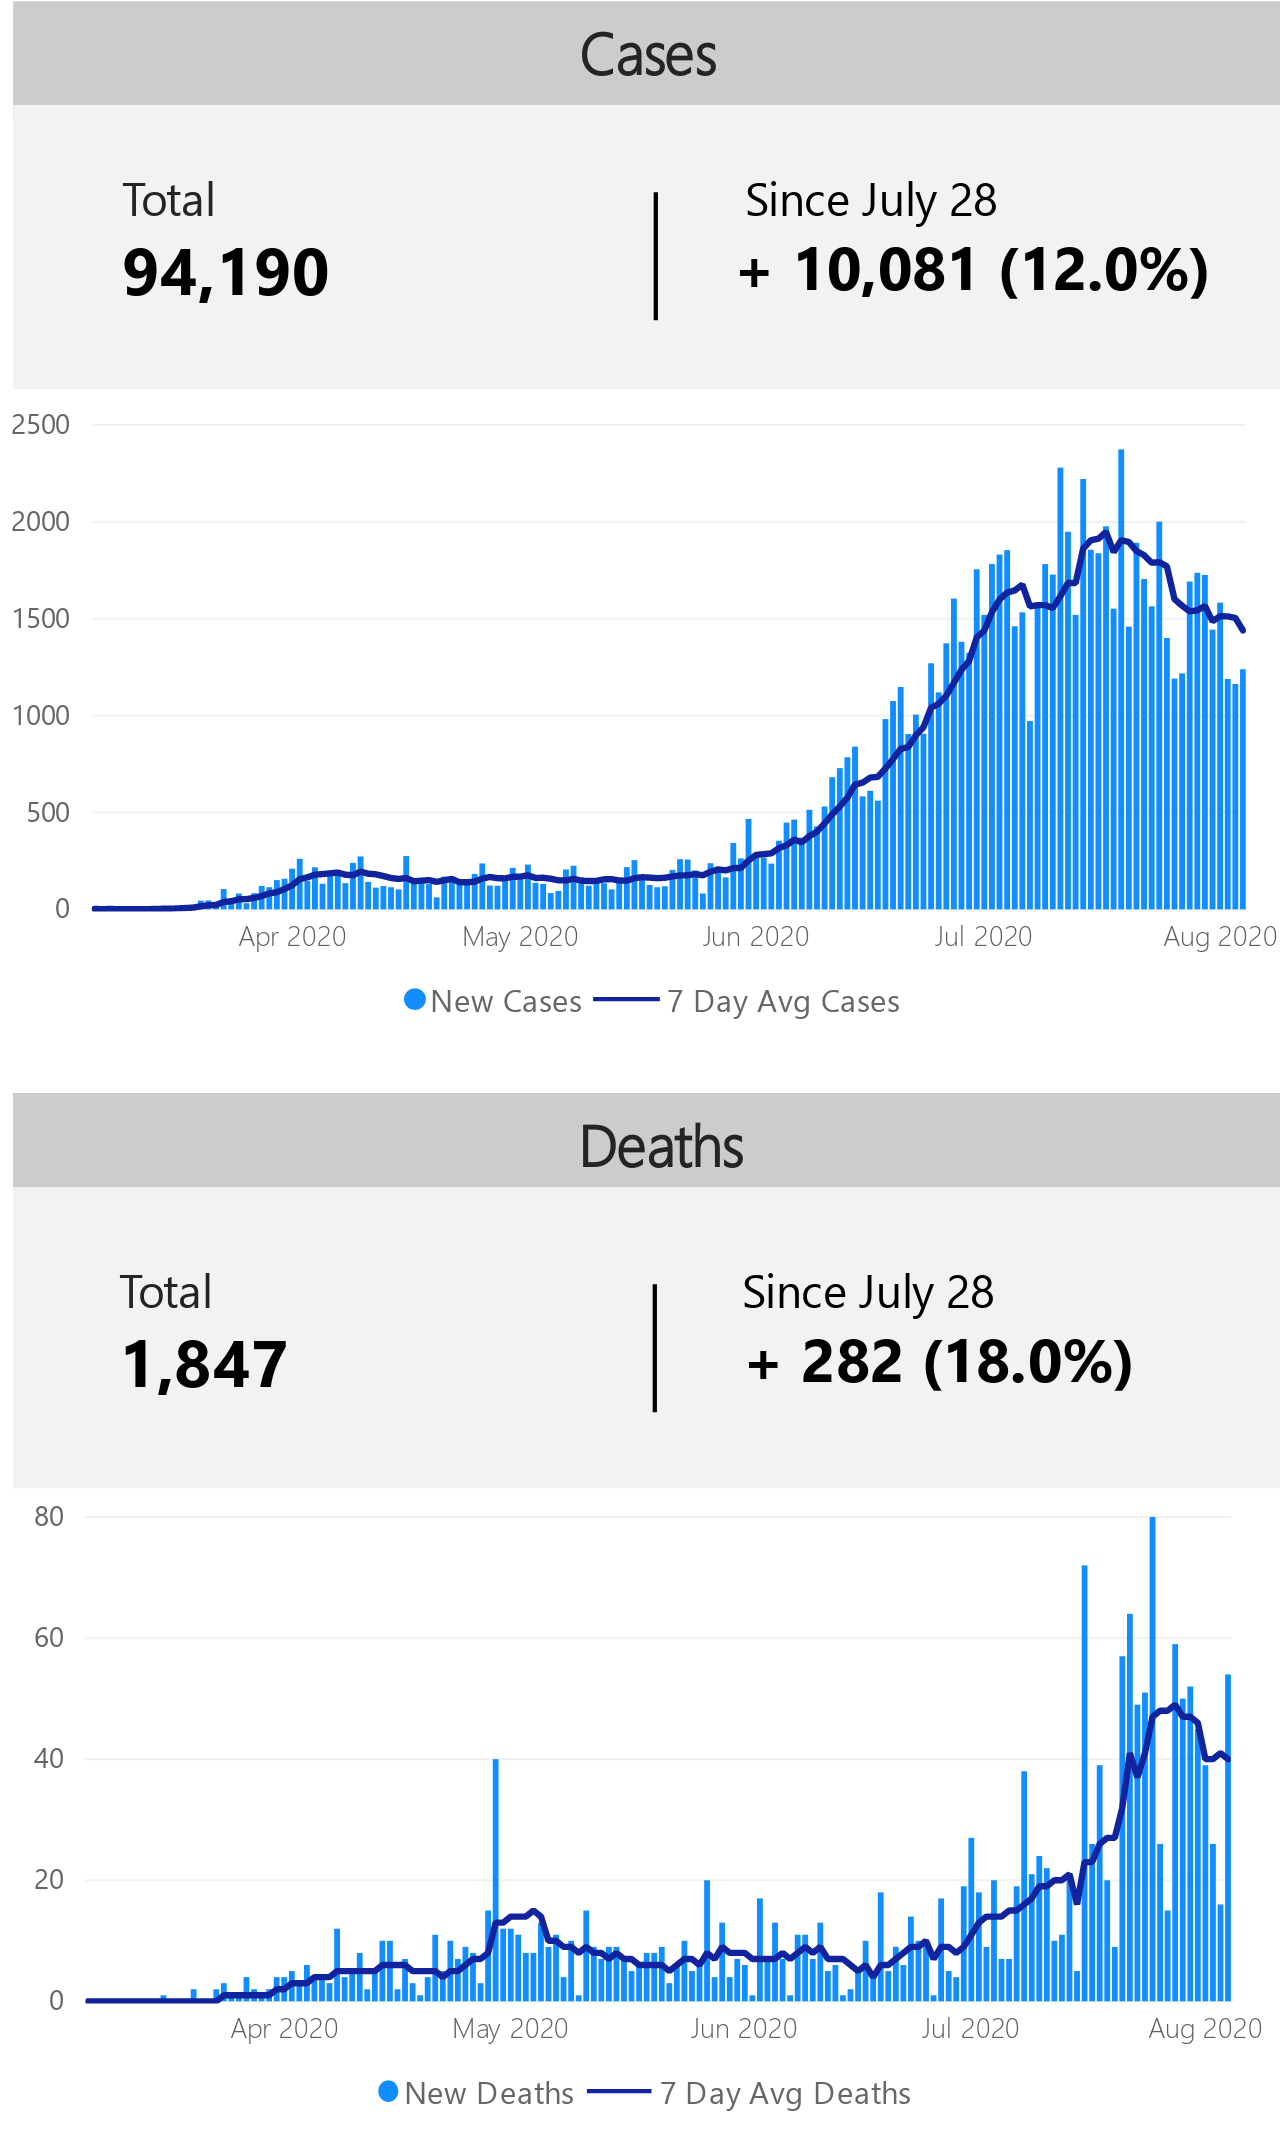 Cases
Total
Since July 28
94,190
+ 10,081 (12.0%)
2500
2000
1500
1000
500
0
Apr 2020 May 2020 Jun 2020 Jul 2020 Aug 2020
New Cases 7 Day Avg Cases
Deaths
Total
Since July 28
1,847
+ 282 (18.0%)
80
60
40
20
0
Apr 2020 May 2020 Jun 2020 Jul 2020 Aug 2020
New Deaths 7 Day Avg Deaths